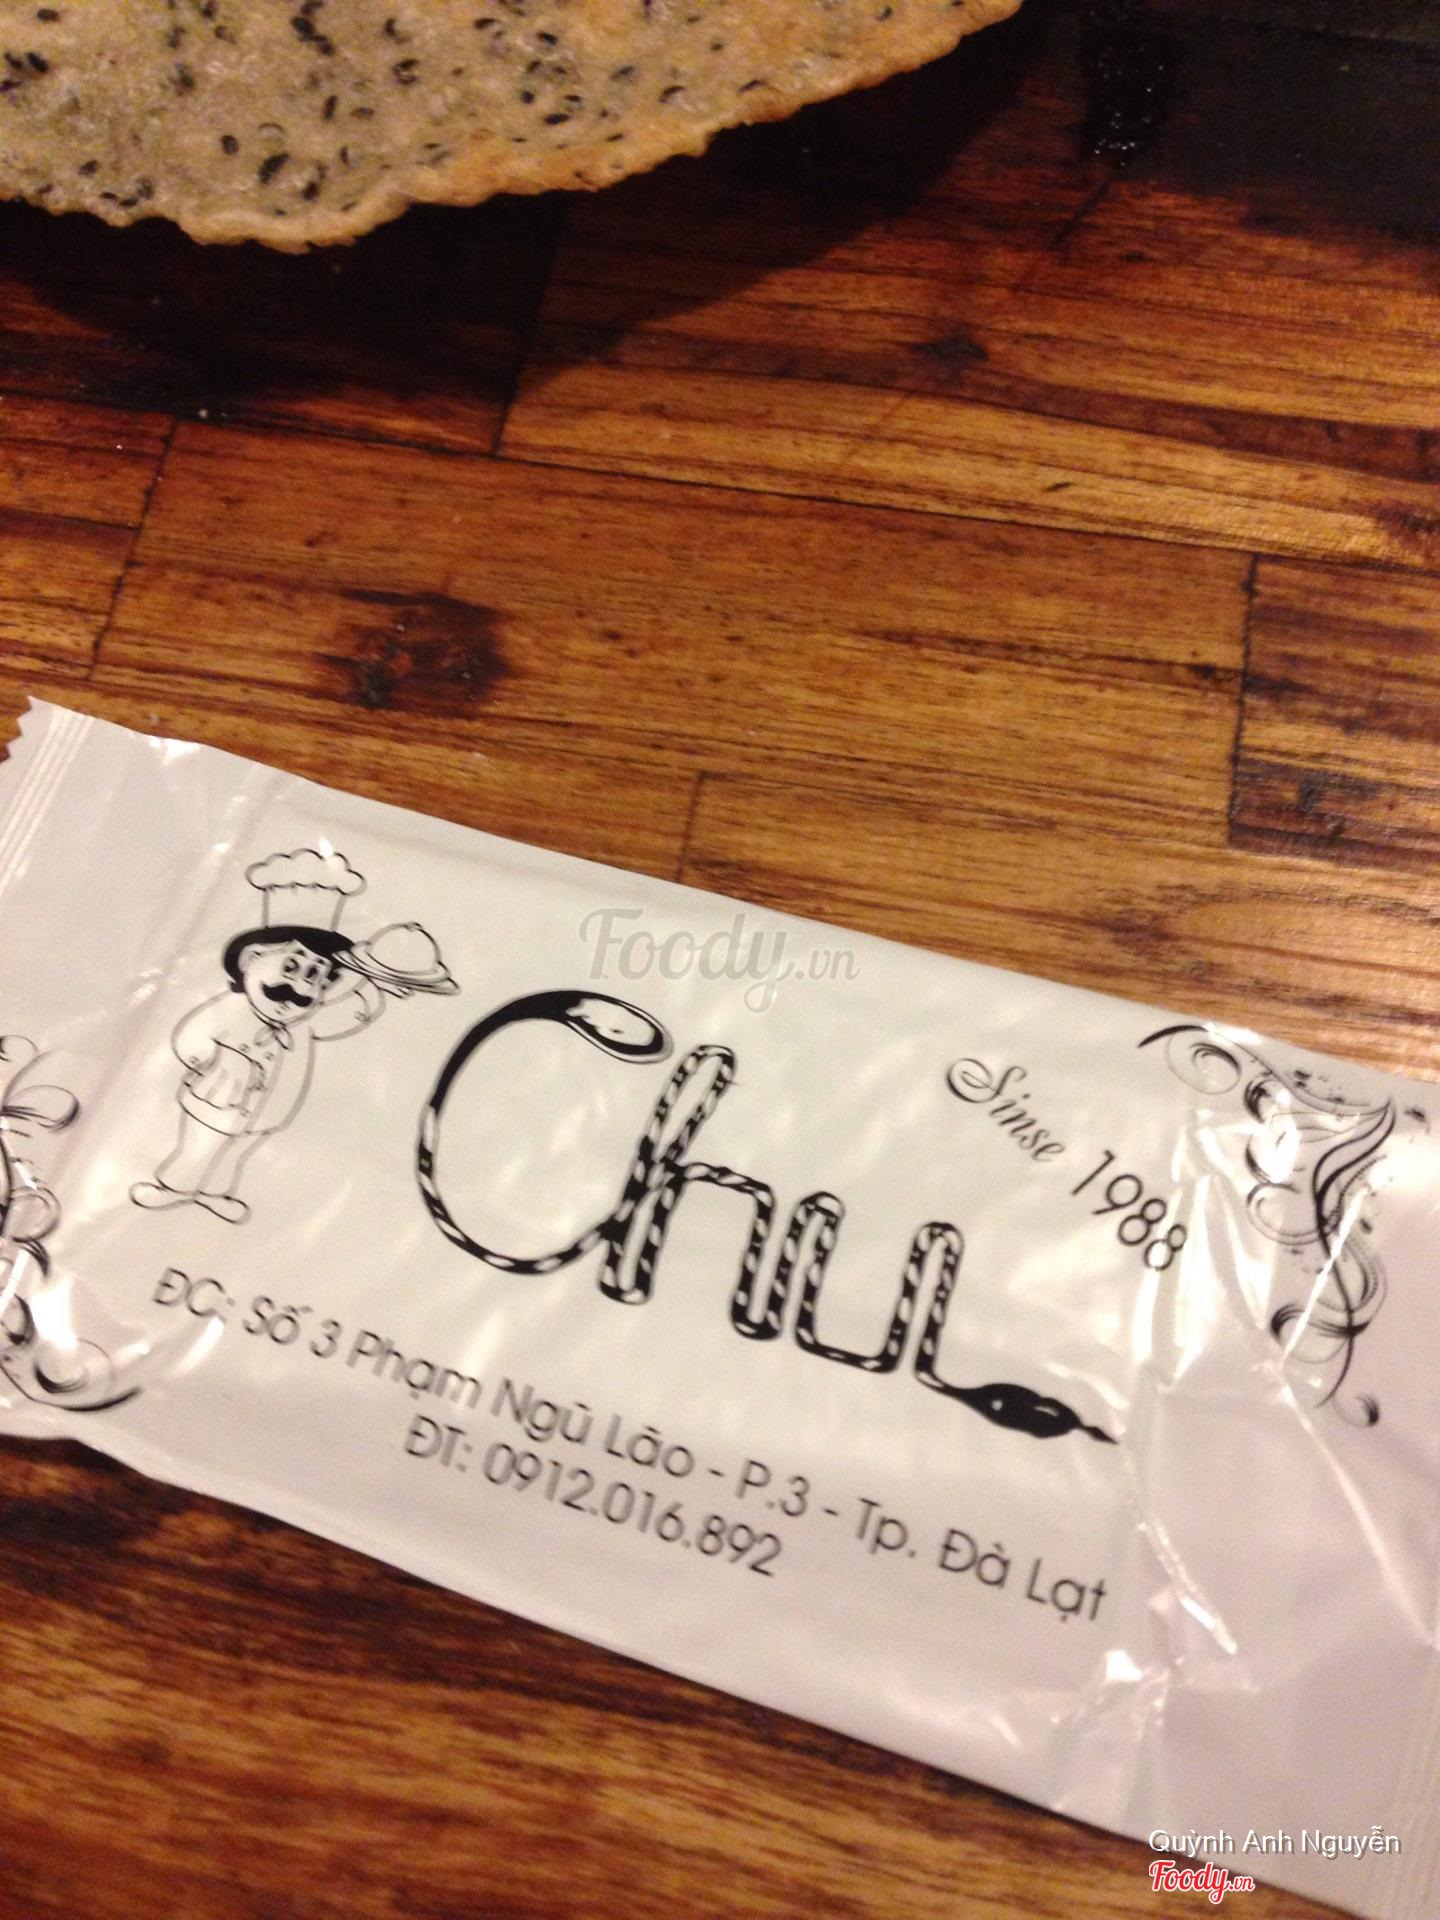 Foody.vn
Chu
Sinse 1988
ĐC: Số 3 Phạm Ngũ Lão - P.3 - Tp. Đà Lạt
ĐT: 0912.016.892
Quỳnh Anh Nguyễn
Foody.vn